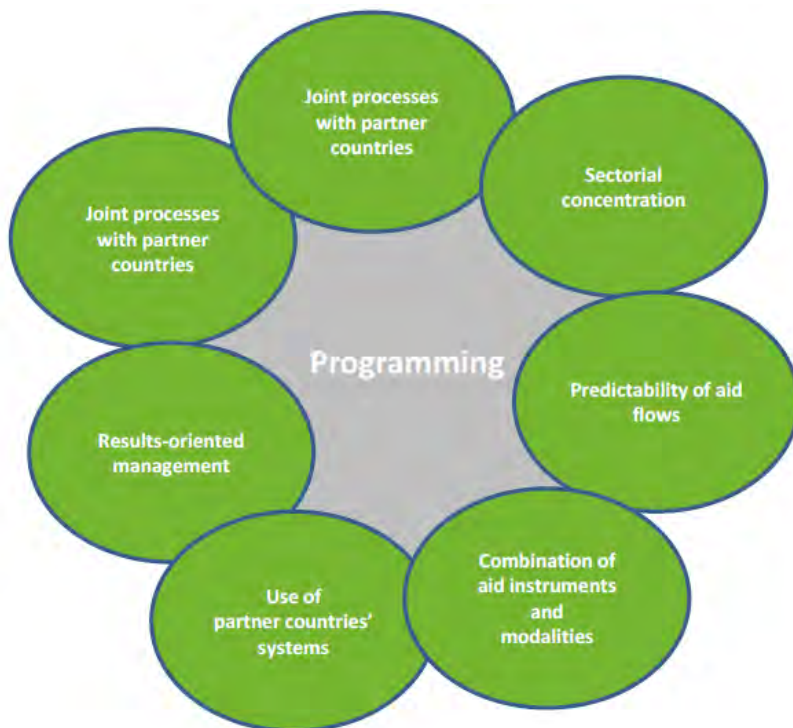 Joint processes
with partner
countries
Sectorial
concentration
Joint processes
with partner
countries
Programming
Predictability of aid
flows
Results-oriented
management
Combination of
aid instruments
and
modalities
Use of
partner countries’
systems